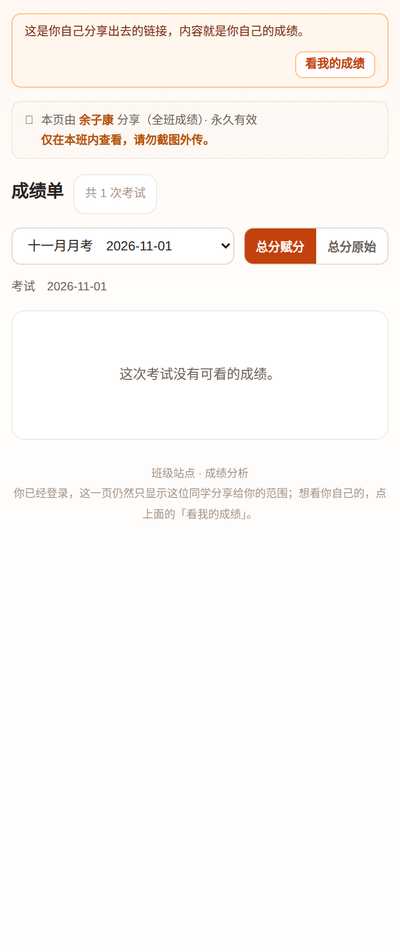 这是你自己分享出去的链接，内容就是你自己的成绩。
看我的成绩
本页由 余子康 分享（全班成绩）· 永久有效
仅在本班内查看，请勿截图外传。
成绩单 共 1 次考试
十一月月考 2026-11-01 总分赋分 总分原始
考试 2026-11-01
这次考试没有可看的成绩。
班级站点 · 成绩分析
你已经登录，这一页仍然只显示这位同学分享给你的范围；想看你自己的，点
上面的「看我的成绩」。